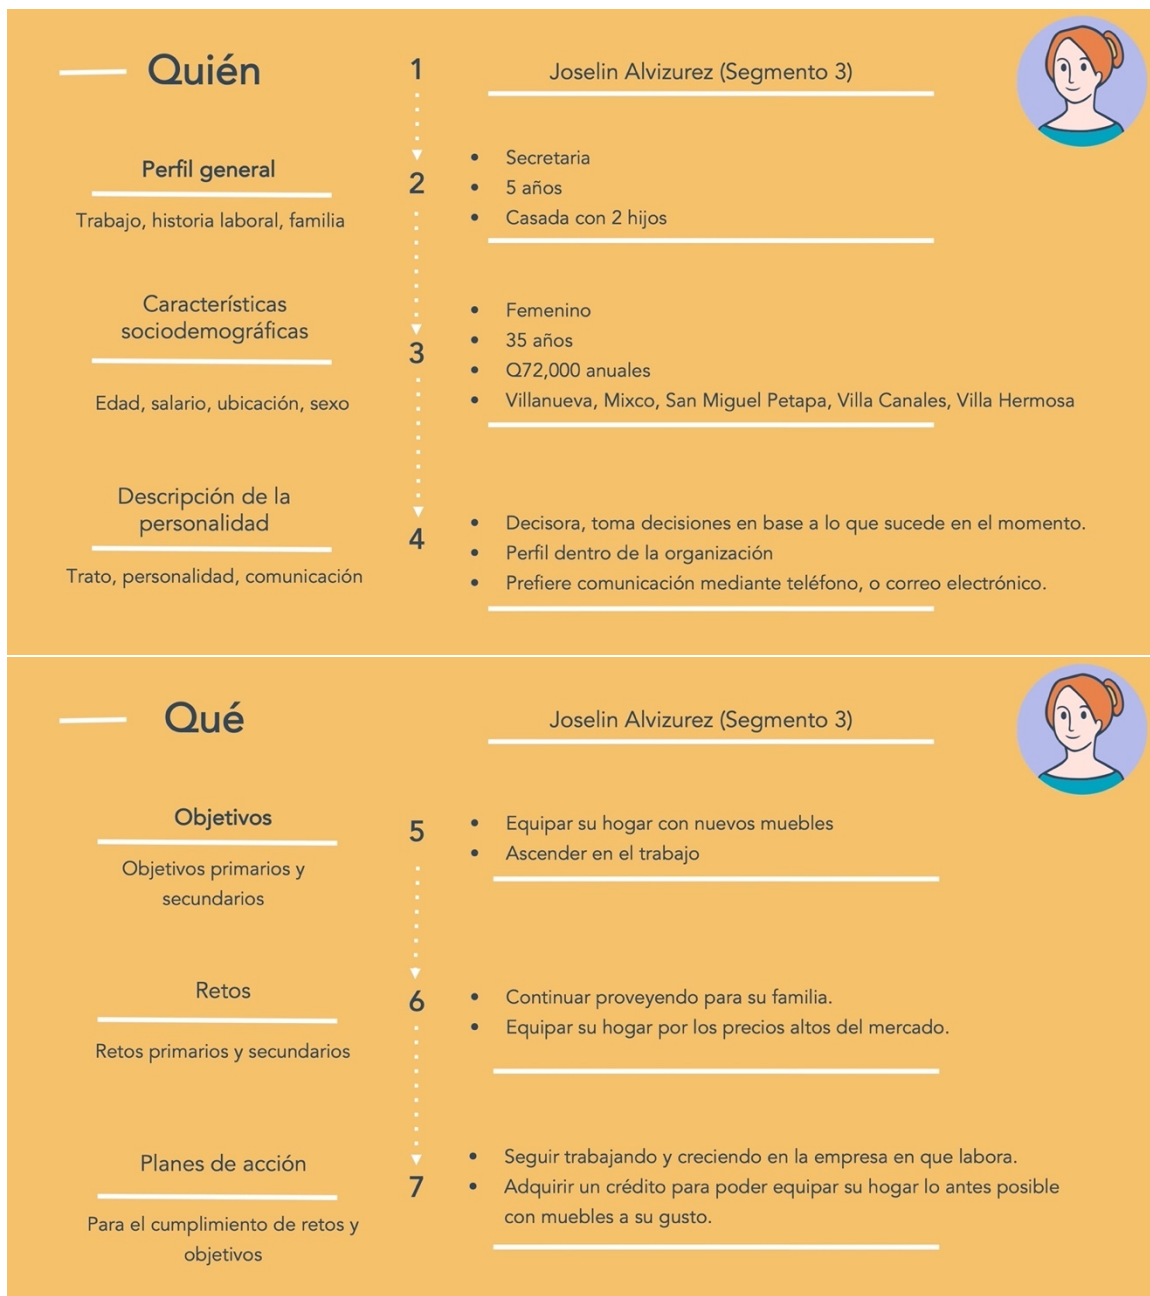 Quién
1
Joselin Alvizurez (Segmento 3)
Perfil general
Trabajo, historia laboral, familia
2
• Secretaria
• 5 años
• Casada con 2 hijos
Características
sociodemográficas
Edad, salario, ubicación, sexo
3
• Femenino
• 35 años
• Q72,000 anuales
• Villanueva, Mixco, San Miguel Petapa, Villa Canales, Villa Hermosa
Descripción de la
personalidad
Trato, personalidad, comunicación
4
• Decisora, toma decisiones en base a lo que sucede en el momento.
• Perfil dentro de la organización
• Prefiere comunicación mediante teléfono, o correo electrónico.
Qué
Joselin Alvizurez (Segmento 3)
Objetivos
Objetivos primarios y
secundarios
5
• Equipar su hogar con nuevos muebles
• Ascender en el trabajo
Retos
Retos primarios y secundarios
6
• Continuar proveyendo para su familia.
• Equipar su hogar por los precios altos del mercado.
Planes de acción
Para el cumplimiento de retos y
objetivos
7
• Seguir trabajando y creciendo en la empresa en que labora.
• Adquirir un crédito para poder equipar su hogar lo antes posible
con muebles a su gusto.